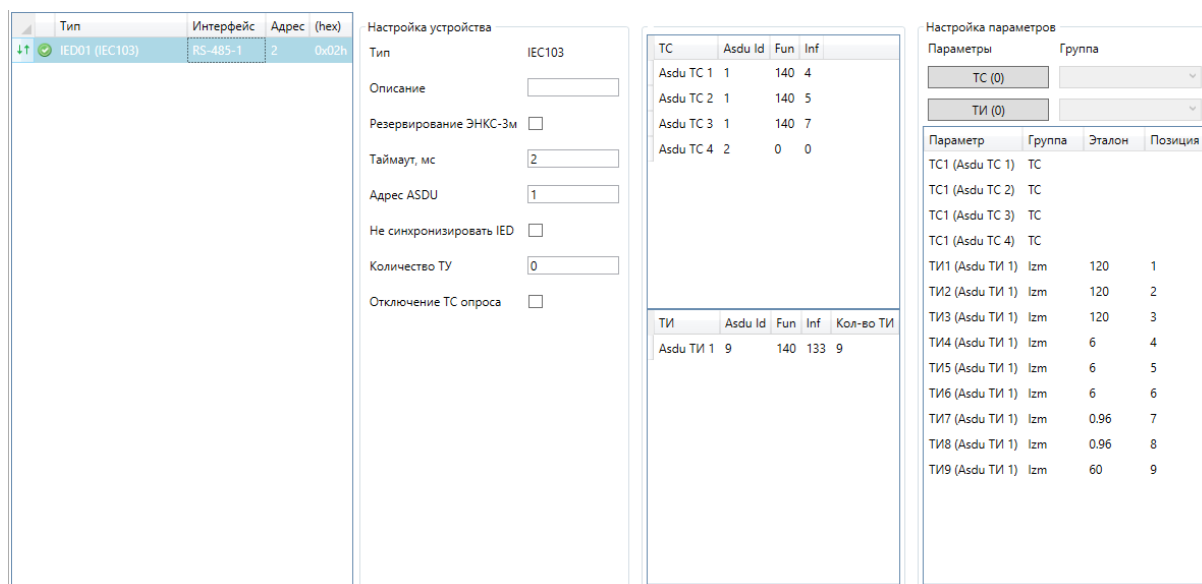 Тип Интерфейс Адрес (hex)
IED01 (IEC103) RS-485-1 2 0x02h
Настройка устройства
Тип IEC103
Описание
Резервирование ЭНКС-3м
Таймаут, мс 2
Адрес ASDU 1
Не синхронизировать IED
Количество ТУ 0
Отключение ТС опроса
ТС Asdu Id Fun Inf
Asdu ТС 1 1 140 4
Asdu ТС 2 1 140 5
Asdu ТС 3 1 140 7
Asdu ТС 4 2 0 0
ТИ Asdu Id Fun Inf Кол-во ТИ
Asdu ТИ 1 9 140 133 9
Настройка параметров
Параметры Группа
ТС (0)
ТИ (0)
Параметр Группа Эталон Позиция
ТС1 (Asdu ТС 1) ТС
ТС1 (Asdu ТС 2) ТС
ТС1 (Asdu ТС 3) ТС
ТС1 (Asdu ТС 4) ТС
ТИ1 (Asdu ТИ 1) Izm 120 1
ТИ2 (Asdu ТИ 1) Izm 120 2
ТИ3 (Asdu ТИ 1) Izm 120 3
ТИ4 (Asdu ТИ 1) Izm 6 4
ТИ5 (Asdu ТИ 1) Izm 6 5
ТИ6 (Asdu ТИ 1) Izm 6 6
ТИ7 (Asdu ТИ 1) Izm 0.96 7
ТИ8 (Asdu ТИ 1) Izm 0.96 8
ТИ9 (Asdu ТИ 1) Izm 60 9